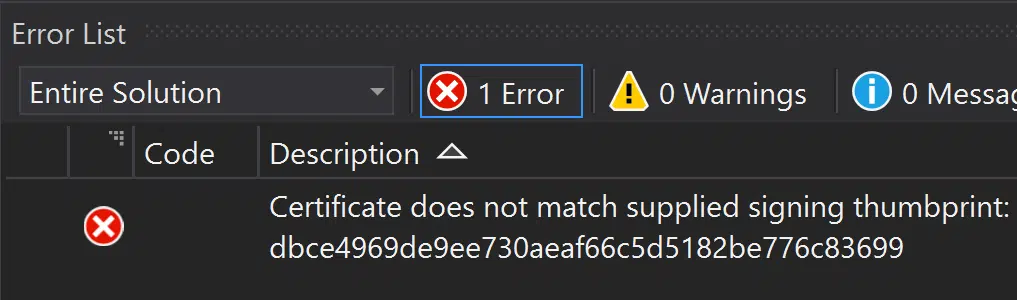 Error List
Entire Solution
1 Error
0 Warnings
0 Messag
Code
Description
Certificate does not match supplied signing thumbprint:
dbce4969de9ee730aeaf66c5d5182be776c83699